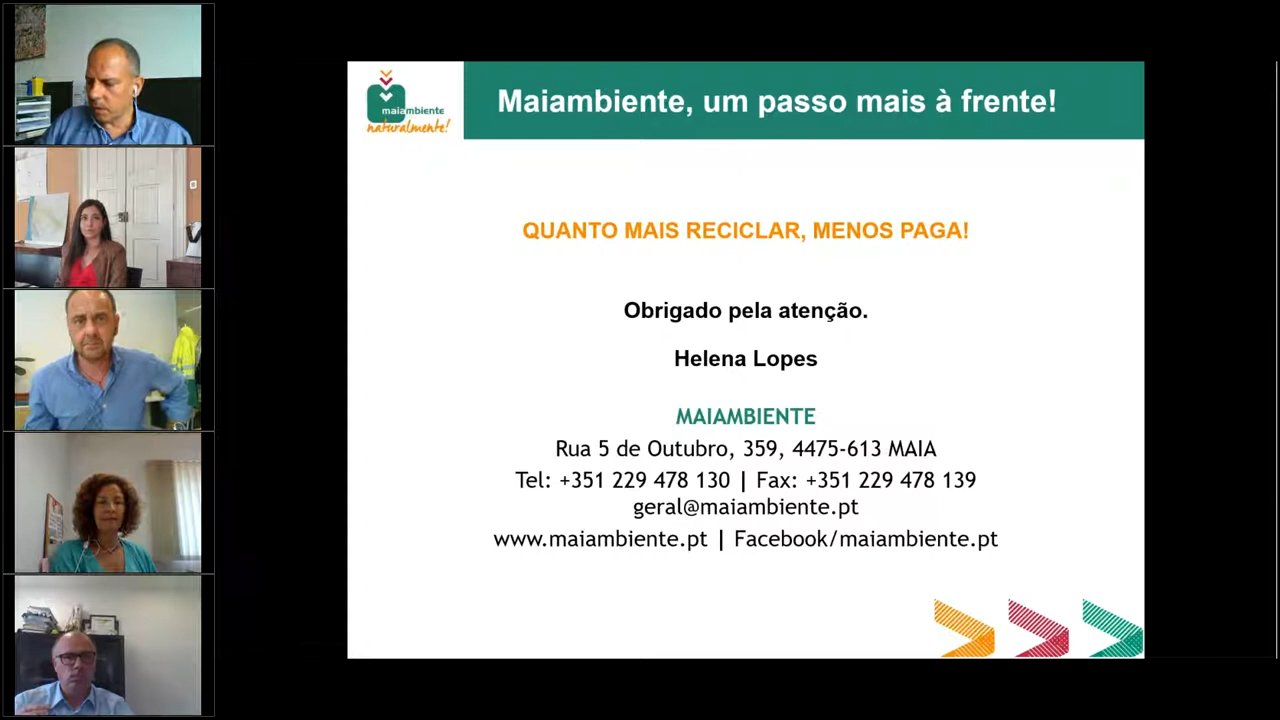 maiambiente
naturalmente!
Maiambiente, um passo mais à frente!
QUANTO MAIS RECICLAR, MENOS PAGA!
Obrigado pela atenção.
Helena Lopes
MAIAMBIENTE
Rua 5 de Outubro, 359, 4475-613 MAIA
Tel: +351 229 478 130 | Fax: +351 229 478 139
geral@maiambiente.pt
www.maiambiente.pt | Facebook/maiambiente.pt